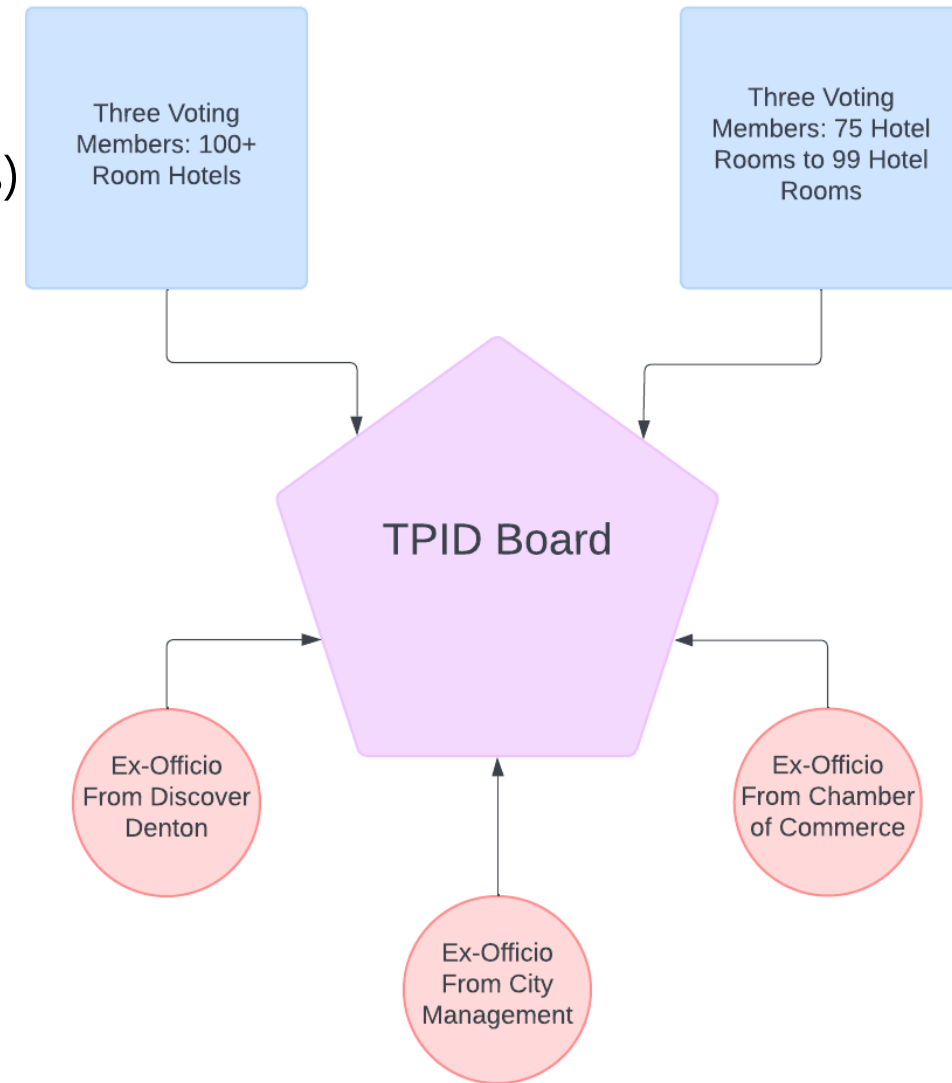 Three Voting
Members: 100+
Room Hotels
Three Voting
Members: 75 Hotel
Rooms to 99 Hotel
Rooms
)
TPID Board
Ex-Officio
From Discover
Denton
Ex-Officio
From Chamber
of Commerce
Ex-Officio
From City
Management